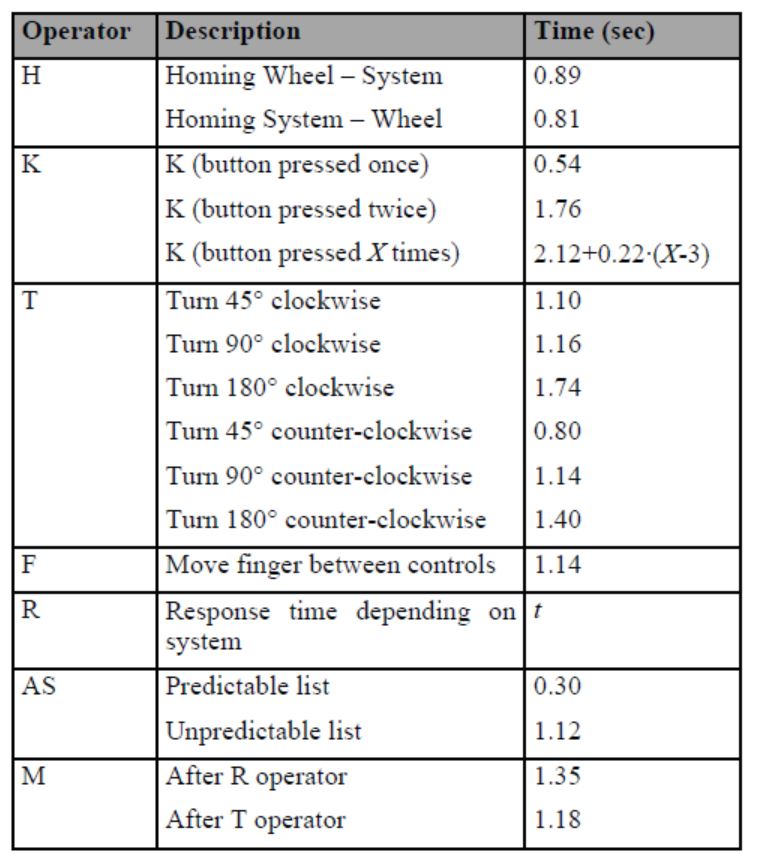 Operator Description Time (sec)
H Homing Wheel – System 0.89
Homing System – Wheel 0.81
K K (button pressed once) 0.54
K (button pressed twice) 1.76
K (button pressed X times) 2.12+0.22·(X-3)
T Turn 45° clockwise 1.10
Turn 90° clockwise 1.16
Turn 180° clockwise 1.74
Turn 45° counter-clockwise 0.80
Turn 90° counter-clockwise 1.14
Turn 180° counter-clockwise 1.40
F Move finger between controls 1.14
R Response time depending on t
system
AS Predictable list 0.30
Unpredictable list 1.12
M After R operator 1.35
After T operator 1.18